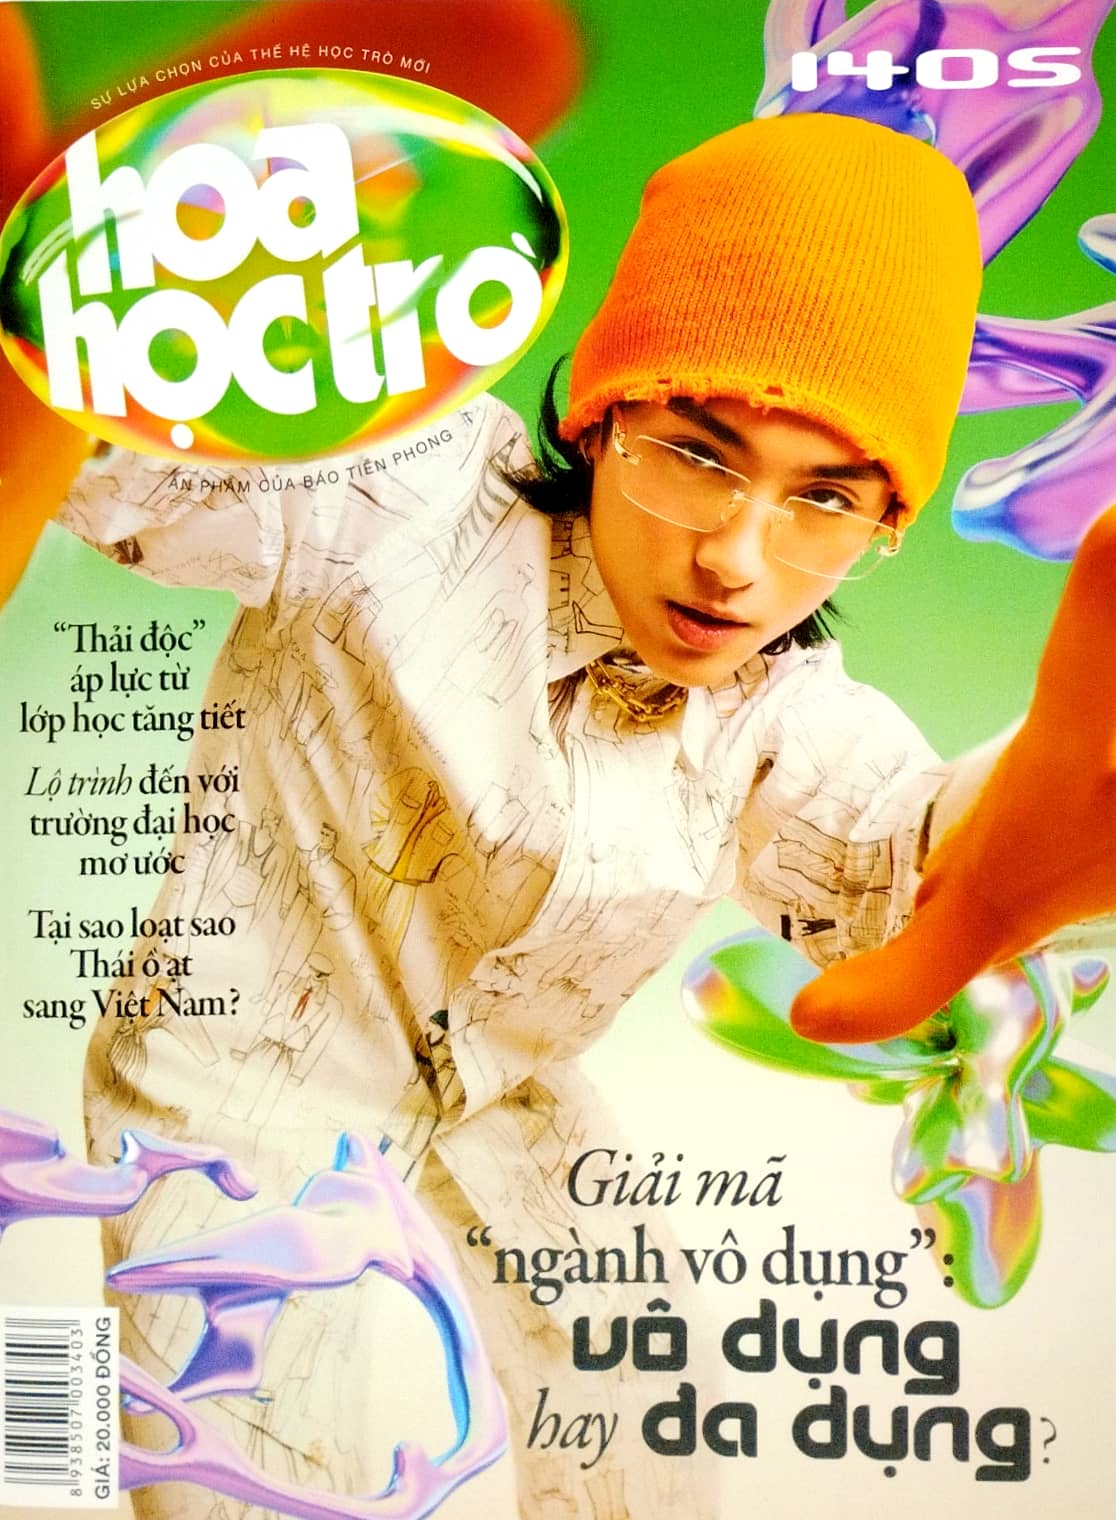 SỰ LỰA CHỌN CỦA THẾ HỆ HỌC TRÒ MỚI
1405
hoa
học trò
ẤN PHẨM CỦA BÁO TIỀN PHONG
“Thải độc”
áp lực từ
lớp học tăng tiết
Lộ trình đến với
trường đại học
mơ ước
Tại sao loạt sao
Thái ồ ạt
sang Việt Nam?
Giải mã
“ngành vô dụng”:
vô dụng
hay đa dụng?
8938507003403
GIÁ: 20.000 ĐỒNG